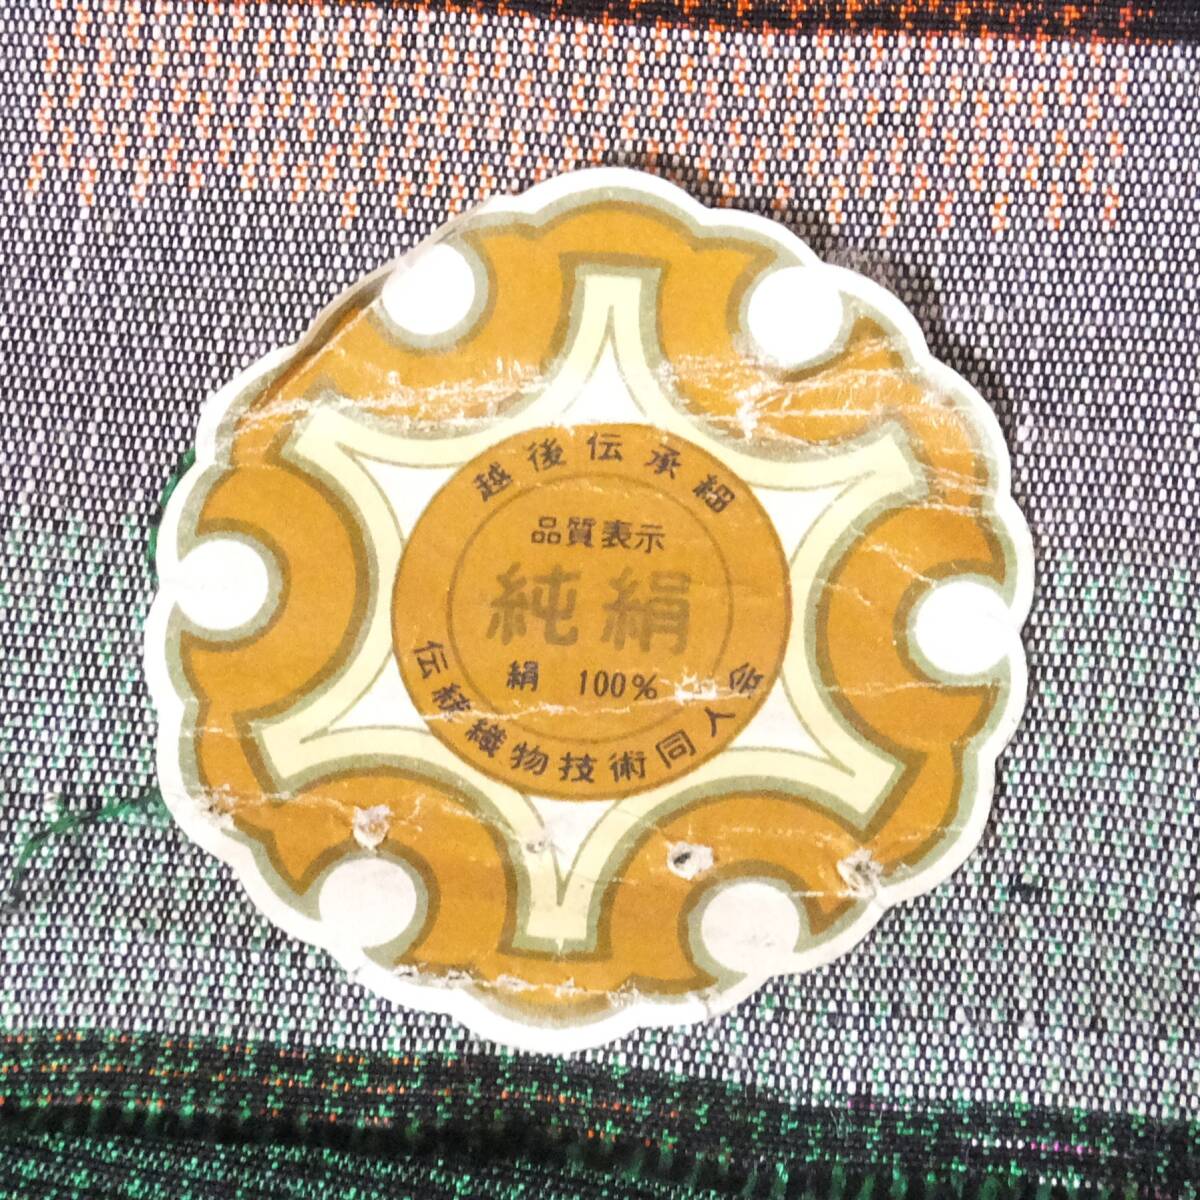 越後伝承紬
品質表示
純絹
絹 100%
伝統織物技術同人会